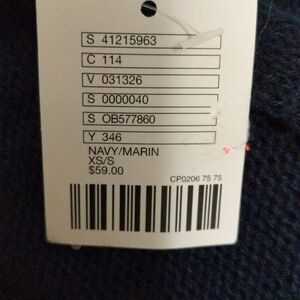 S 41215963
C 114
V 031326
S 0000040
S OB577860
Y 346
NAVY/MARIN
XS/S
$59.00
CP0206 75 75